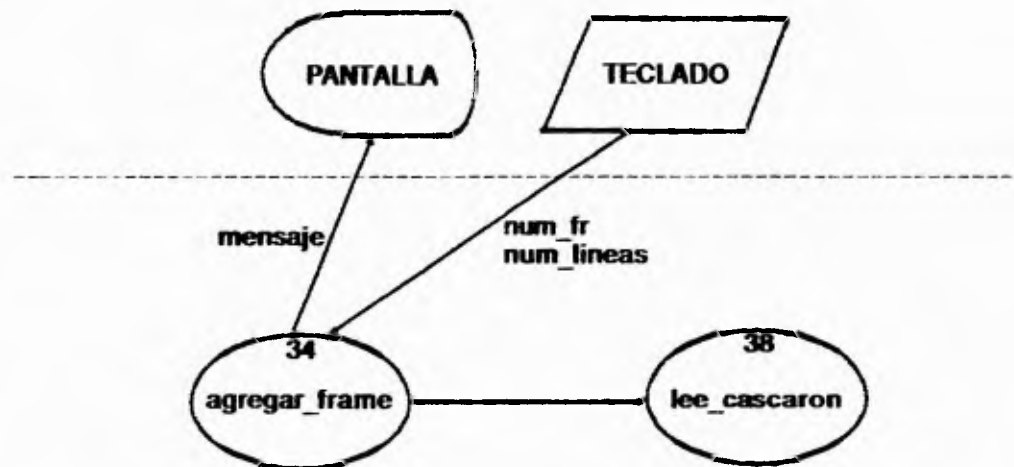 PANTALLA
TECLADO
mensaje
num_fr
num_lineas
34
agregar_frame
38
lee_cascaron